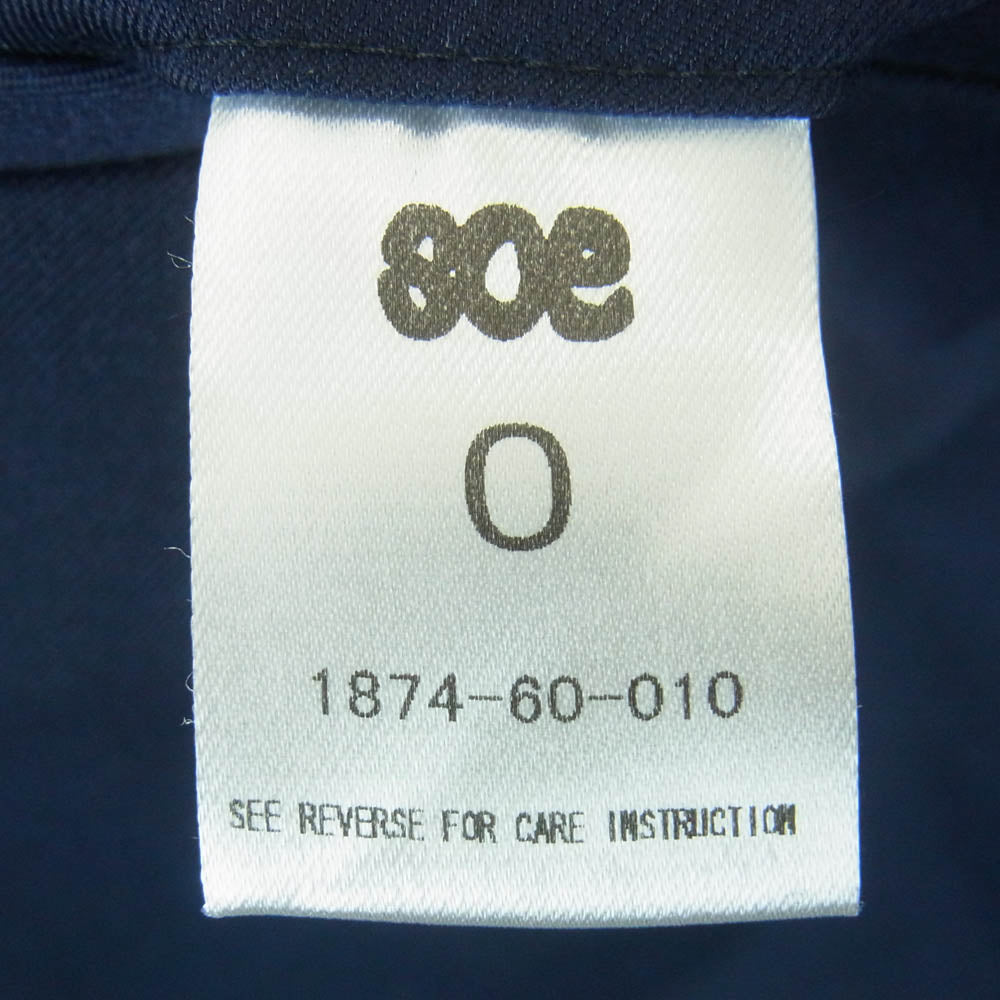 soe
0
1874-60-010
SEE REVERSE FOR CARE INSTRUCTION